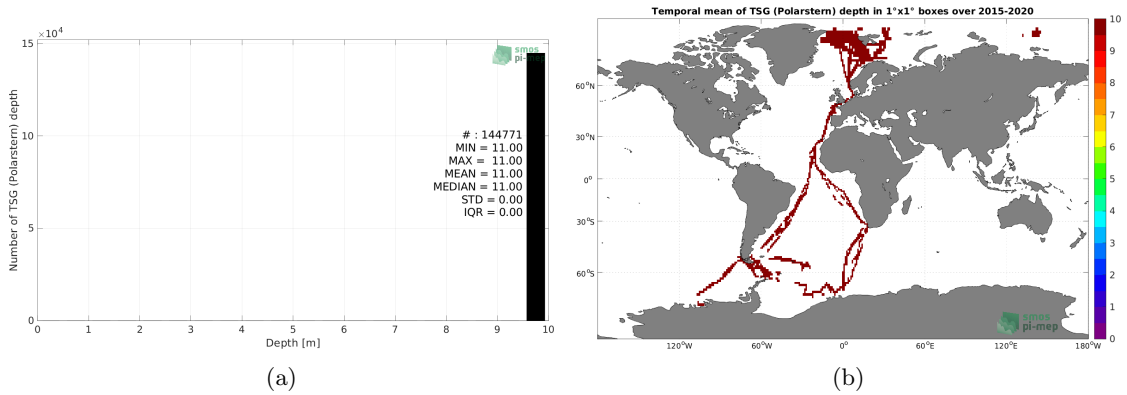 ×10⁴
15
10
5
0
Number of TSG (Polarstern) depth
smos
pi-mep
# : 144771
MIN = 11.00
MAX = 11.00
MEAN = 11.00
MEDIAN = 11.00
STD = 0.00
IQR = 0.00
0 1 2 3 4 5 6 7 8 9 10
Depth [m]
(a)
Temporal mean of TSG (Polarstern) depth in 1°x1° boxes over 2015-2020
60°N
30°N
0°
30°S
60°S
120°W 60°W 0° 60°E 120°E 180°W
smos
pi-mep
10
9
8
7
6
5
4
3
2
1
0
(b)